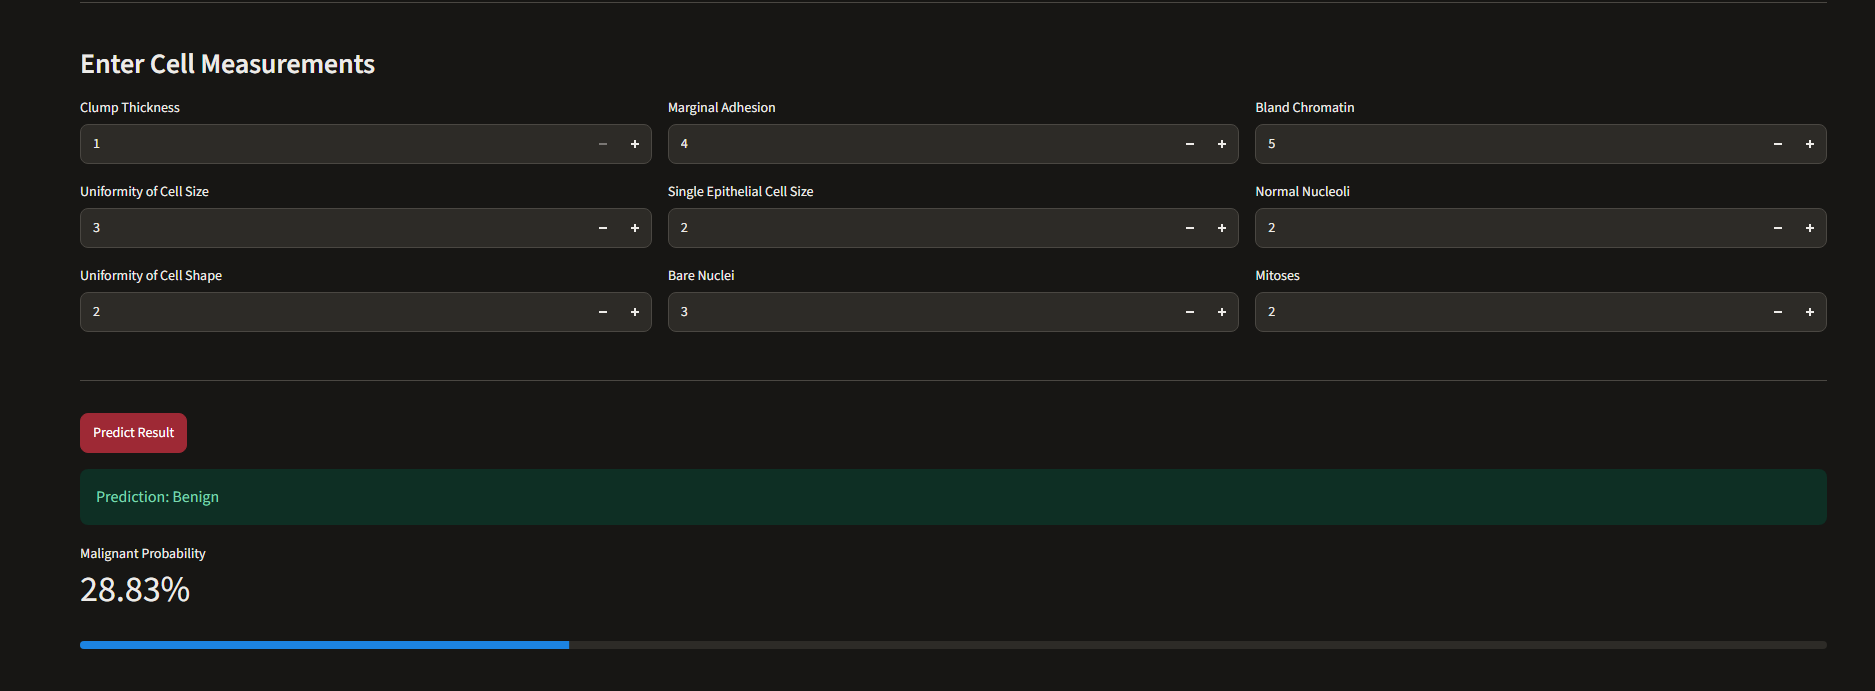 Enter Cell Measurements
Clump Thickness
1
Uniformity of Cell Size
3
Uniformity of Cell Shape
2
Marginal Adhesion
4
Single Epithelial Cell Size
2
Bare Nuclei
3
Bland Chromatin
5
Normal Nucleoli
2
Mitoses
2
Predict Result
Prediction: Benign
Malignant Probability
28.83%